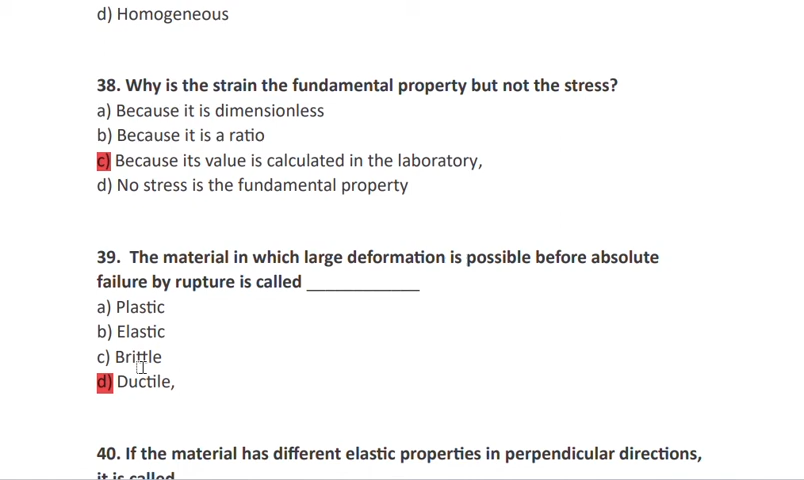 d) Homogeneous
38. Why is the strain the fundamental property but not the stress?
a) Because it is dimensionless
b) Because it is a ratio
c) Because its value is calculated in the laboratory,
d) No stress is the fundamental property
39.  The material in which large deformation is possible before absolute
failure by rupture is called ____________
a) Plastic
b) Elastic
c) Brittle
d) Ductile,
40. If the material has different elastic properties in perpendicular directions,
it is called